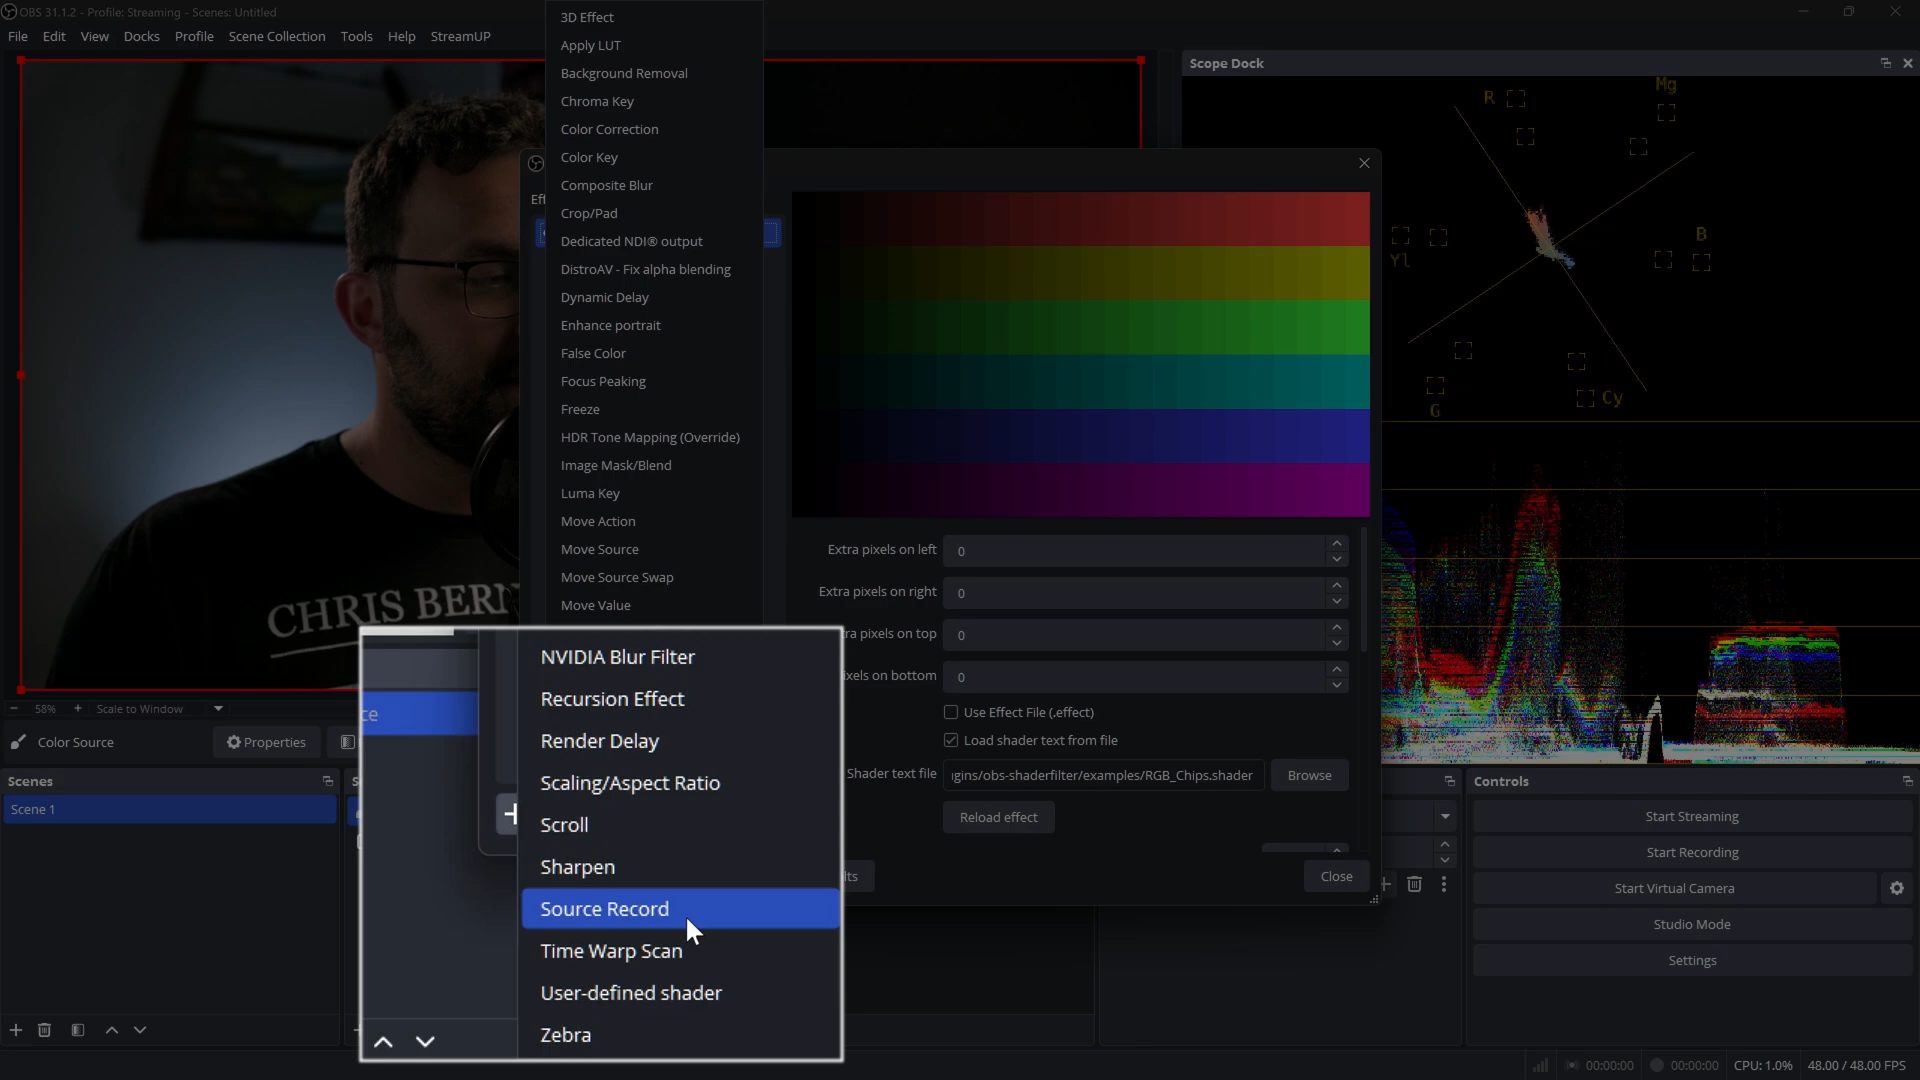 OBS 31.1.2 - Profile: Streaming - Scenes: Untitled
File Edit View Docks Profile Scene Collection Tools Help StreamUP
3D Effect
Apply LUT
Background Removal
Chroma Key
Color Correction
Color Key
Composite Blur
Crop/Pad
Dedicated NDI® output
DistroAV - Fix alpha blending
Dynamic Delay
Enhance portrait
False Color
Focus Peaking
Freeze
HDR Tone Mapping (Override)
Image Mask/Blend
Luma Key
Move Action
Move Source
Move Source Swap
Move Value
NVIDIA Blur Filter
Recursion Effect
Render Delay
Scaling/Aspect Ratio
Scroll
Sharpen
Source Record
Time Warp Scan
User-defined shader
Zebra
CHRIS BERN
58% Scale to Window
Color Source Properties
Scenes
Scene 1
Extra pixels on left 0
Extra pixels on right 0
tra pixels on top 0
ixels on bottom 0
Use Effect File (.effect)
Load shader text from file
Shader text file gins/obs-shaderfilter/examples/RGB_Chips.shader Browse
Reload effect
lts Close
Scope Dock
R Mg
B
Yl
G Cy
Controls
Start Streaming
Start Recording
Start Virtual Camera
Studio Mode
Settings
00:00:00 00:00:00 CPU: 1.0% 48.00 / 48.00 FPS